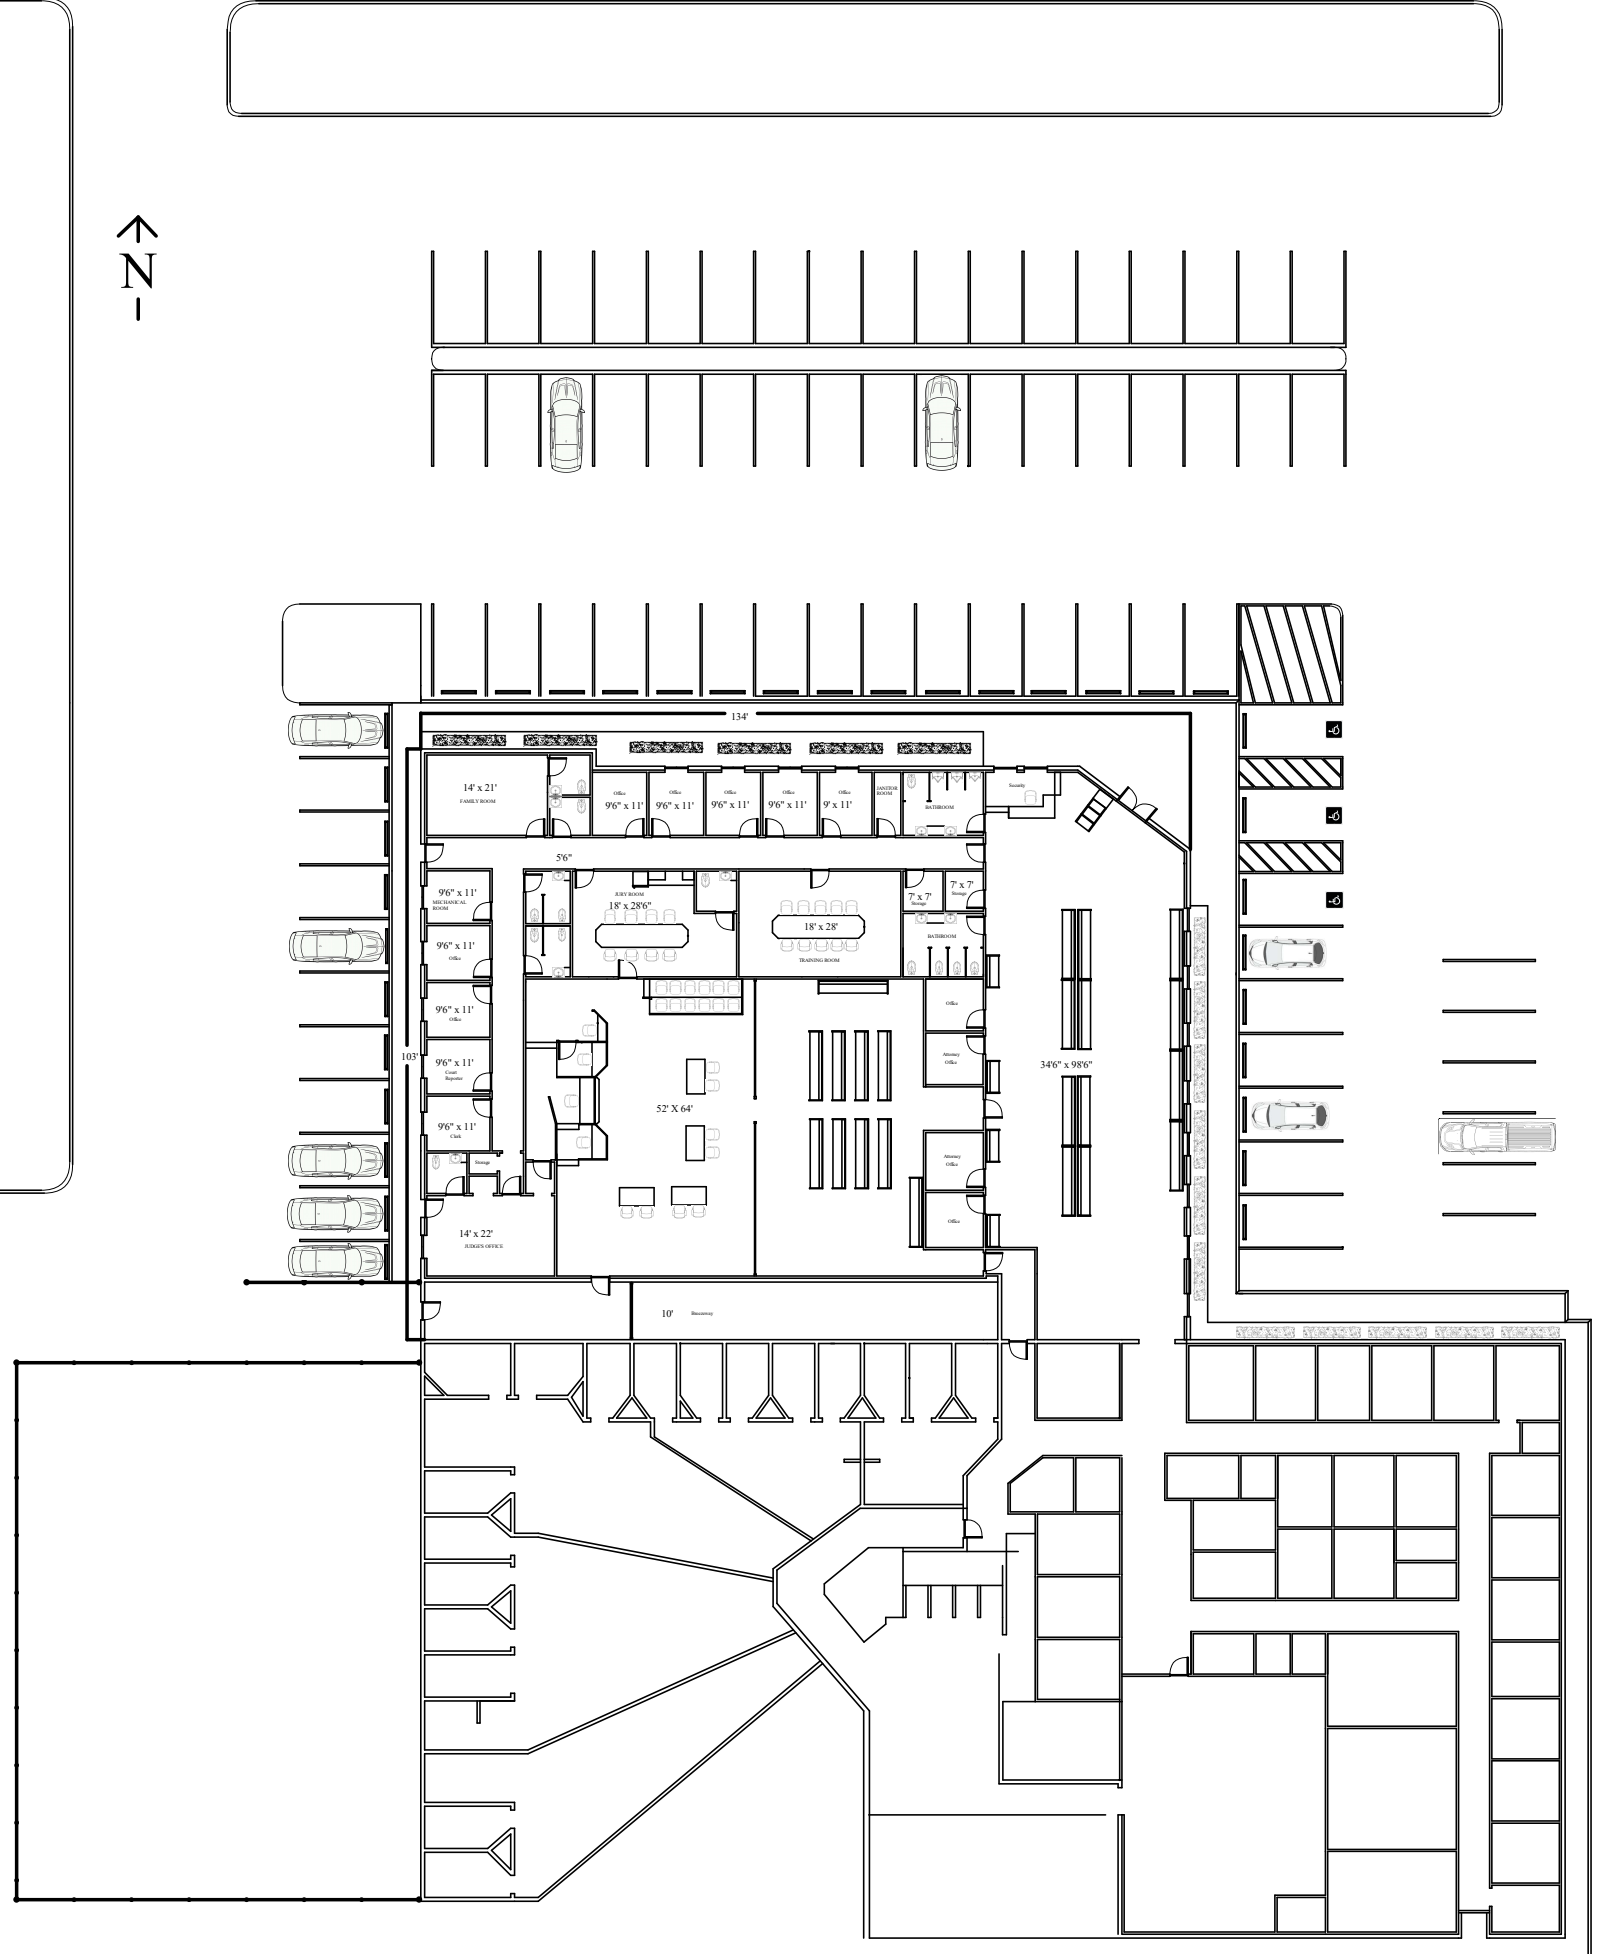 N
134'
14' x 21'
FAMILY ROOM
Office
9'6" x 11'
Office
9'6" x 11'
Office
9'6" x 11'
Office
9'6" x 11'
Office
9' x 11'
JANITOR
ROOM
BATHROOM
Security
5'6"
9'6" x 11'
MECHANICAL
ROOM
JURY ROOM
18' x 28'6"
18' x 28'
TRAINING ROOM
7' x 7'
Storage
7' x 7'
Storage
BATHROOM
9'6" x 11'
Office
9'6" x 11'
Office
9'6" x 11'
Court
Reporter
9'6" x 11'
Clerk
Storage
14' x 22'
JUDGE'S OFFICE
103'
52' X 64'
Office
Attorney
Office
Attorney
Office
Office
34'6" x 98'6"
10'
Breezeway